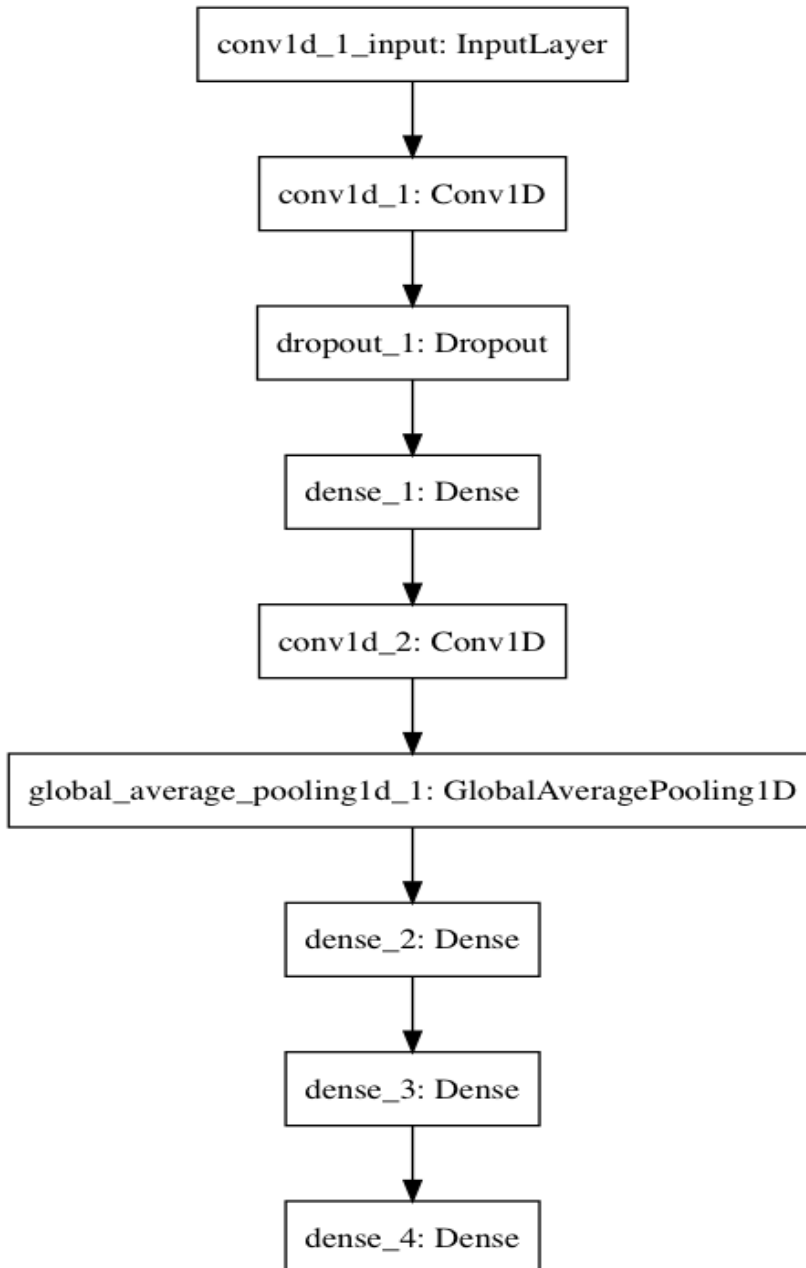 conv1d_1_input: InputLayer
conv1d_1: Conv1D
dropout_1: Dropout
dense_1: Dense
conv1d_2: Conv1D
global_average_pooling1d_1: GlobalAveragePooling1D
dense_2: Dense
dense_3: Dense
dense_4: Dense